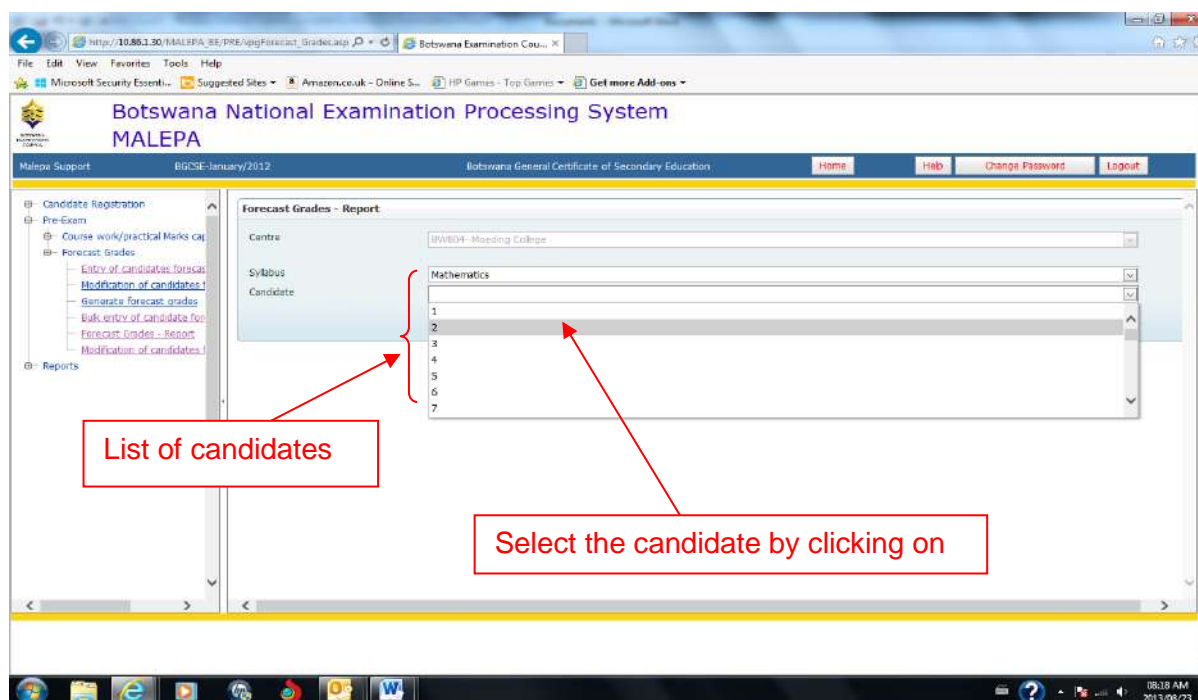 http://10.86.1.30/MALEPA_BE/PRE/vpgForecast_Grades.asp
Botswana Examination Cou...
File Edit View Favorites Tools Help
Microsoft Security Essenti... Suggested Sites Amazon.co.uk - Online S... HP Games - Top Games Get more Add-ons
Botswana National Examination Processing System
MALEPA
Malepa Support BGCSE-January/2012 Botswana General Certificate of Secondary Education Home Help Change Password Logout
Candidate Registration
Pre-Exam
Course work/practical Marks cap
Forecast Grades
Entry of candidates forecas
Modification of candidates f
Generate forecast grades
Bulk entry of candidate for
Forecast Grades - Report
Modification of candidates f
Reports
Forecast Grades - Report
Centre BW604-Moeding College
Syllabus Mathematics
Candidate
1
2
3
4
5
6
7
List of candidates
Select the candidate by clicking on
08:18 AM
2013/08/23